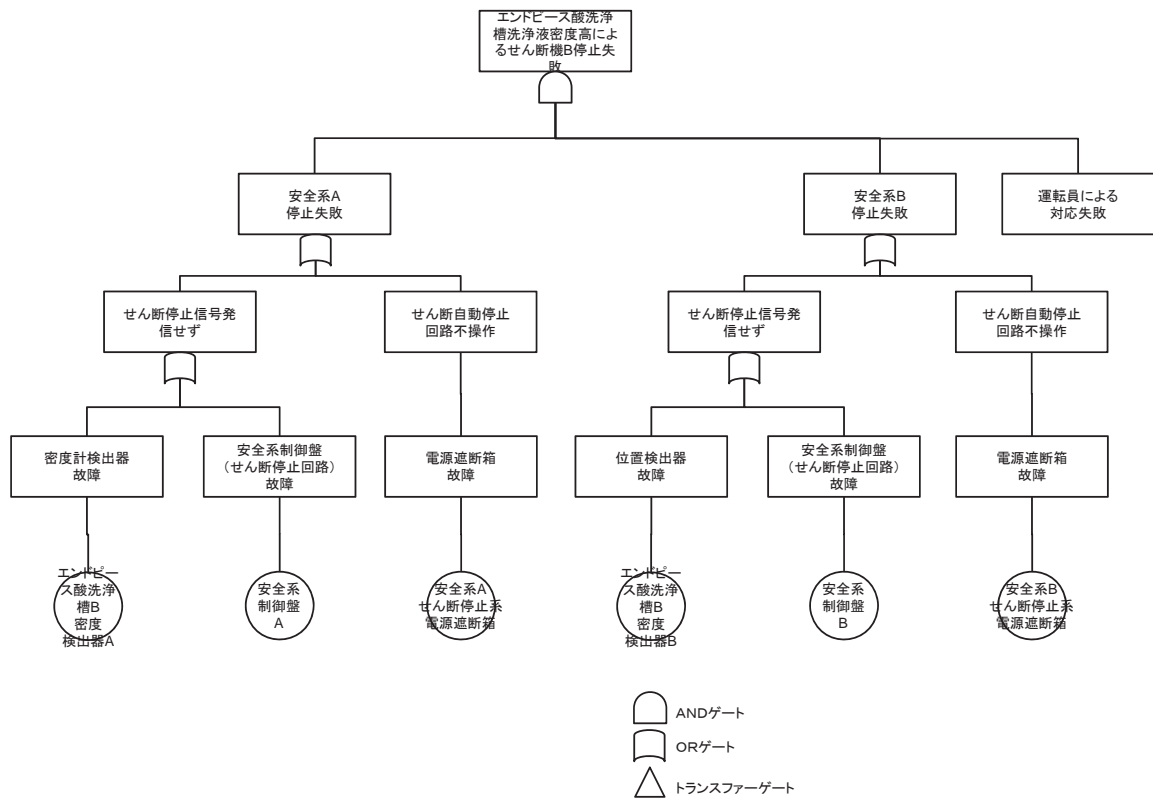 エンドピース酸洗浄
槽洗浄液密度高によ
るせん断機B停止失
敗
安全系A
停止失敗
安全系B
停止失敗
運転員による
対応失敗
せん断停止信号発
信せず
せん断自動停止
回路不操作
せん断停止信号発
信せず
せん断自動停止
回路不操作
密度計検出器
故障
安全系制御盤
（せん断停止回路）
故障
電源遮断箱
故障
位置検出器
故障
安全系制御盤
（せん断停止回路）
故障
電源遮断箱
故障
エンドピー
ス酸洗浄
槽B
密度
検出器A
安全系
制御盤
A
安全系A
せん断停止系
電源遮断箱
エンドピー
ス酸洗浄
槽B
密度
検出器B
安全系
制御盤
B
安全系B
せん断停止系
電源遮断箱
ANDゲート
ORゲート
トランスファーゲート